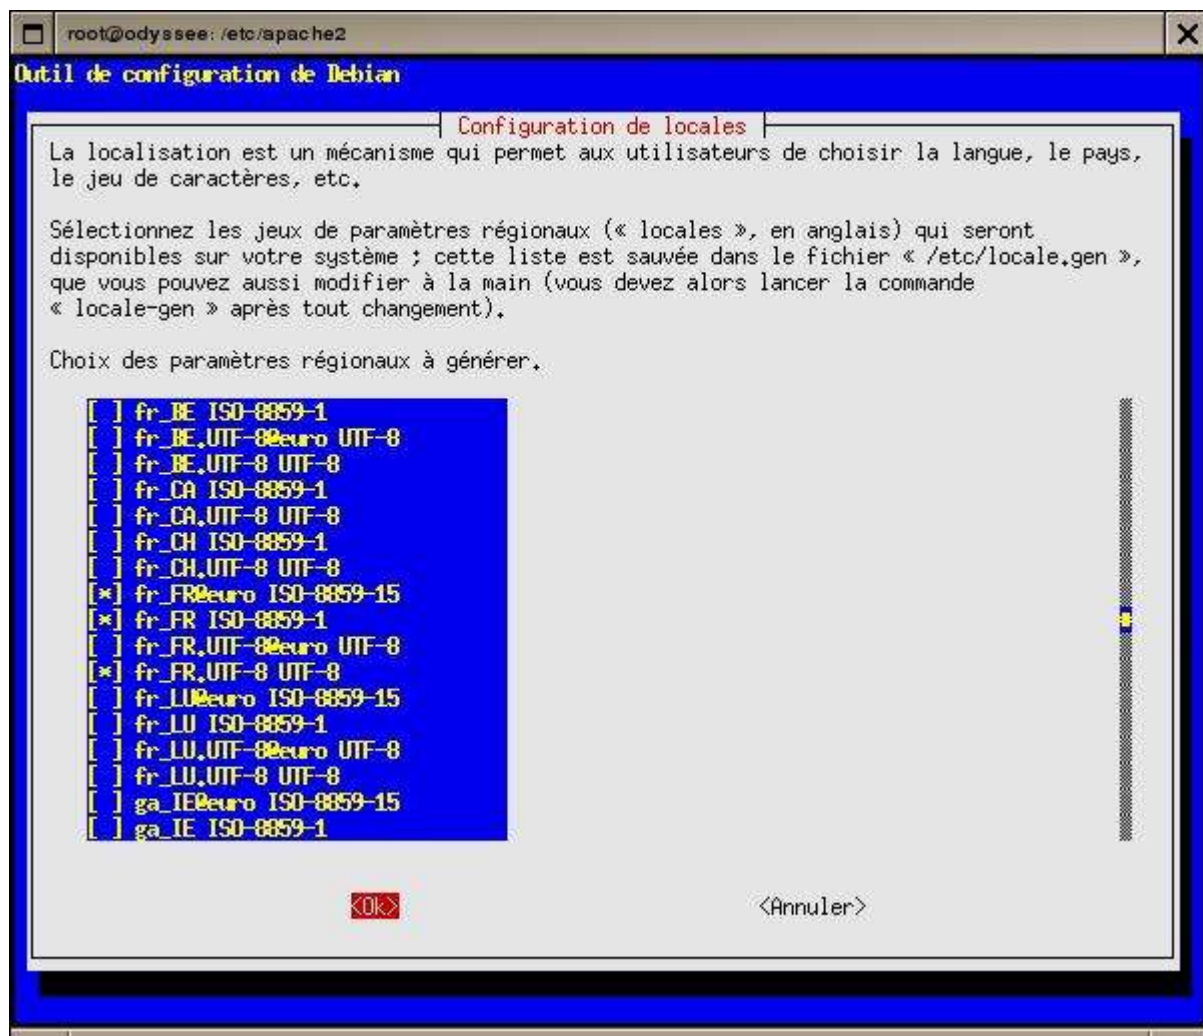 root@odyssee: /etc/apache2
Outil de configuration de Debian
Configuration de locales
La localisation est un mécanisme qui permet aux utilisateurs de choisir la langue, le pays,
le jeu de caractères, etc.
Sélectionnez les jeux de paramètres régionaux (« locales », en anglais) qui seront
disponibles sur votre système ; cette liste est sauvée dans le fichier « /etc/locale.gen »,
que vous pouvez aussi modifier à la main (vous devez alors lancer la commande
« locale-gen » après tout changement).
Choix des paramètres régionaux à générer.
[ ] fr_BE ISO-8859-1
[ ] fr_BE.UTF-8@euro UTF-8
[ ] fr_BE.UTF-8 UTF-8
[ ] fr_CA ISO-8859-1
[ ] fr_CA.UTF-8 UTF-8
[ ] fr_CH ISO-8859-1
[ ] fr_CH.UTF-8 UTF-8
[*] fr_FR@euro ISO-8859-15
[*] fr_FR ISO-8859-1
[ ] fr_FR.UTF-8@euro UTF-8
[*] fr_FR.UTF-8 UTF-8
[ ] fr_LU@euro ISO-8859-15
[ ] fr_LU ISO-8859-1
[ ] fr_LU.UTF-8@euro UTF-8
[ ] fr_LU.UTF-8 UTF-8
[ ] ga_IE@euro ISO-8859-15
[ ] ga_IE ISO-8859-1
<Ok> <Annuler>